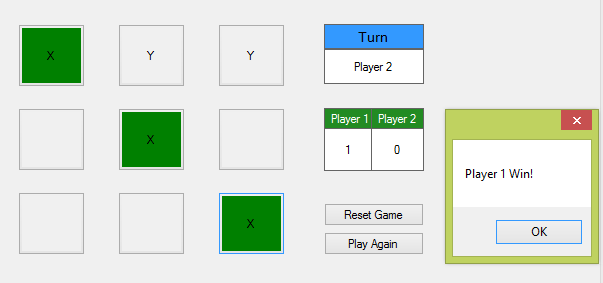 X Y Y
X
X
Turn
Player 2
Player 1 Player 2
1 0
Reset Game
Play Again
Player 1 Win!
OK